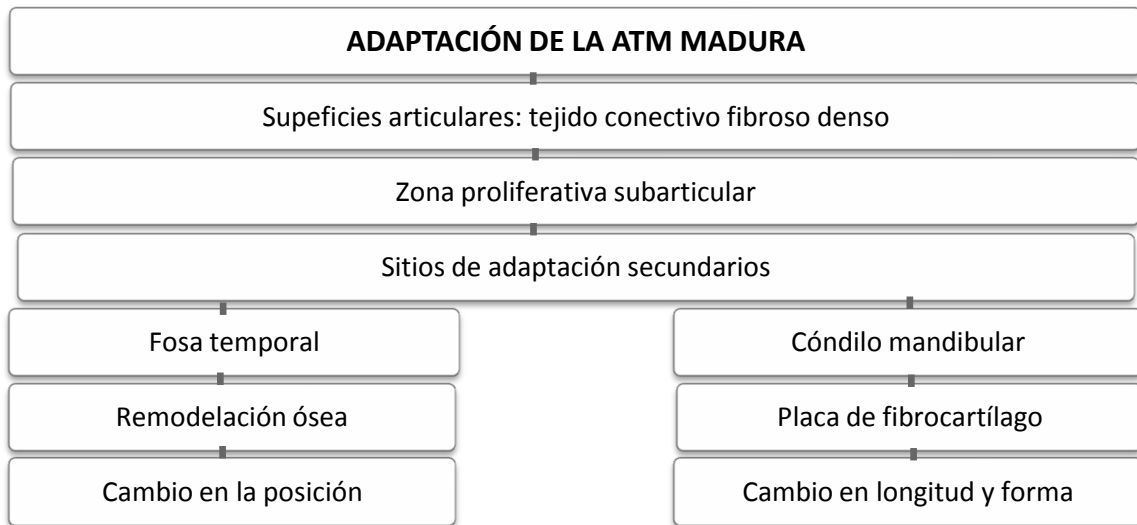 ADAPTACIÓN DE LA ATM MADURA
Supeficies articulares: tejido conectivo fibroso denso
Zona proliferativa subarticular
Sitios de adaptación secundarios
Fosa temporal
Cóndilo mandibular
Remodelación ósea
Placa de fibrocartílago
Cambio en la posición
Cambio en longitud y forma